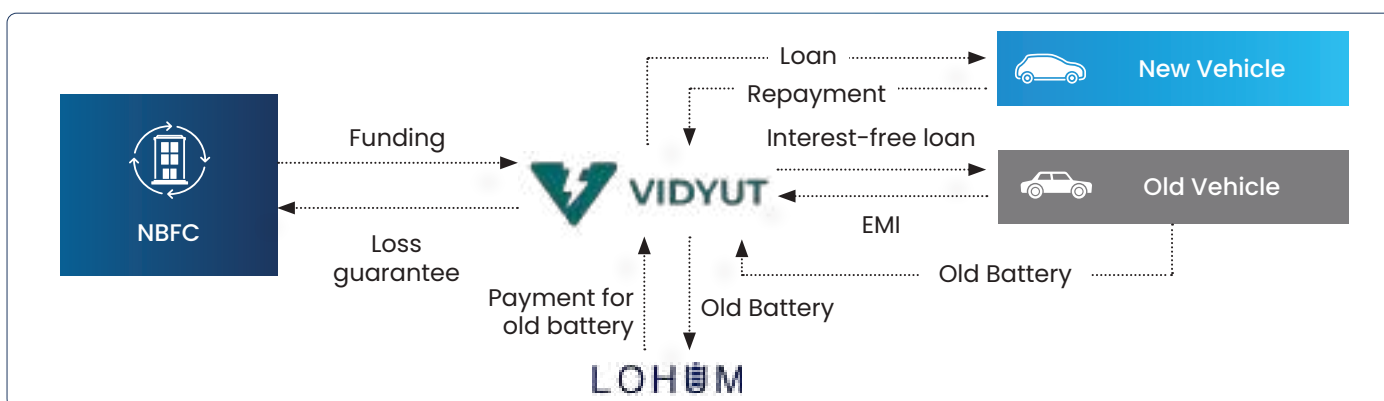 Loan
New Vehicle
Repayment
Funding
Interest-free loan
VIDYUT
Old Vehicle
NBFC
EMI
Loss
guarantee
Old Battery
Payment for
old battery
Old Battery
LOHUM